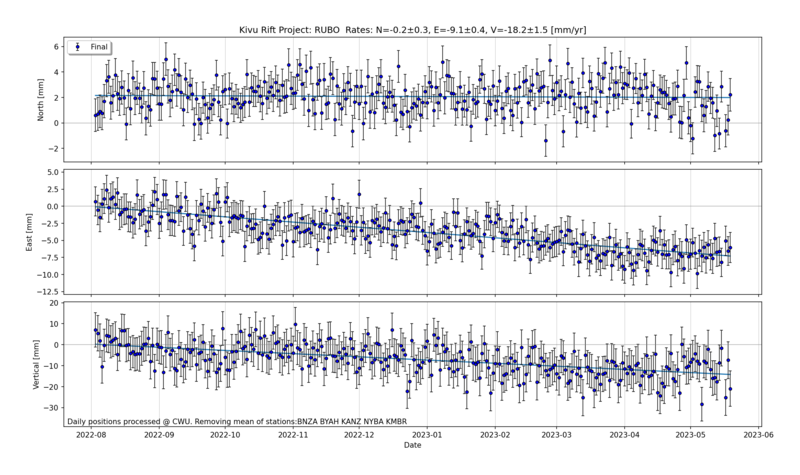 Kivu Rift Project: RUBO Rates: N=-0.2±0.3, E=-9.1±0.4, V=-18.2±1.5 [mm/yr]
Final
North [mm]
6
4
2
0
−2
East [mm]
5.0
2.5
0.0
−2.5
−5.0
−7.5
−10.0
−12.5
Vertical [mm]
20
10
0
−10
−20
−30
Daily positions processed @ CWU. Removing mean of stations:BNZA BYAH KANZ NYBA KMBR
2022-08 2022-09 2022-10 2022-11 2022-12 2023-01 2023-02 2023-03 2023-04 2023-05 2023-06
Date